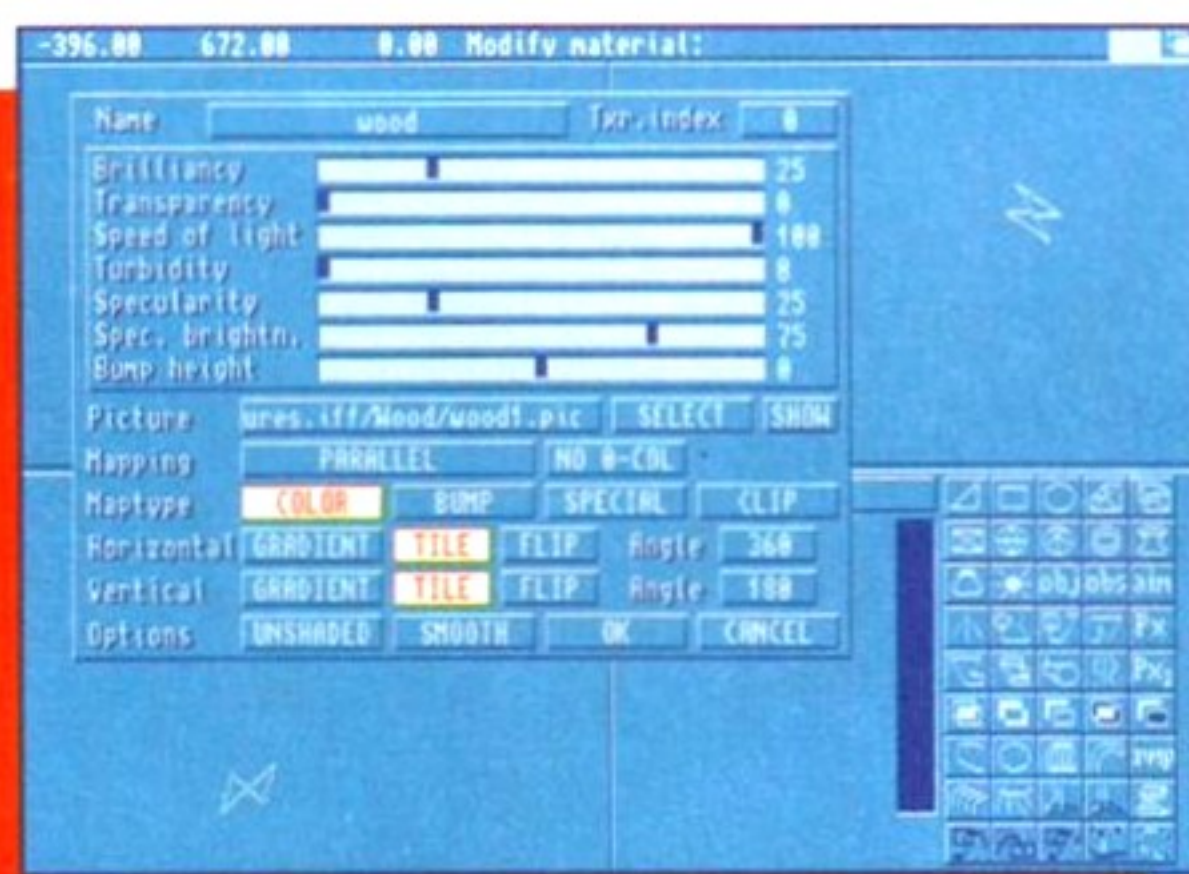 -396.00 672.00 0.00 Modify material:
Name wood Txr.index 0
Brilliancy 25
Transparency 0
Speed of light 100
Turbidity 0
Specularity 25
Spec. brightn. 75
Bump height 0
Picture ures.iff/Wood/wood1.pic SELECT SHOW
Mapping PARALLEL NO 0-COL
Maptype COLOR BUMP SPECIAL CLIP
Horizontal GRADIENT TILE FLIP Angle 360
Vertical GRADIENT TILE FLIP Angle 180
Options UNSHADED SMOOTH OK CANCEL
obj obs aim
Px
Px₂